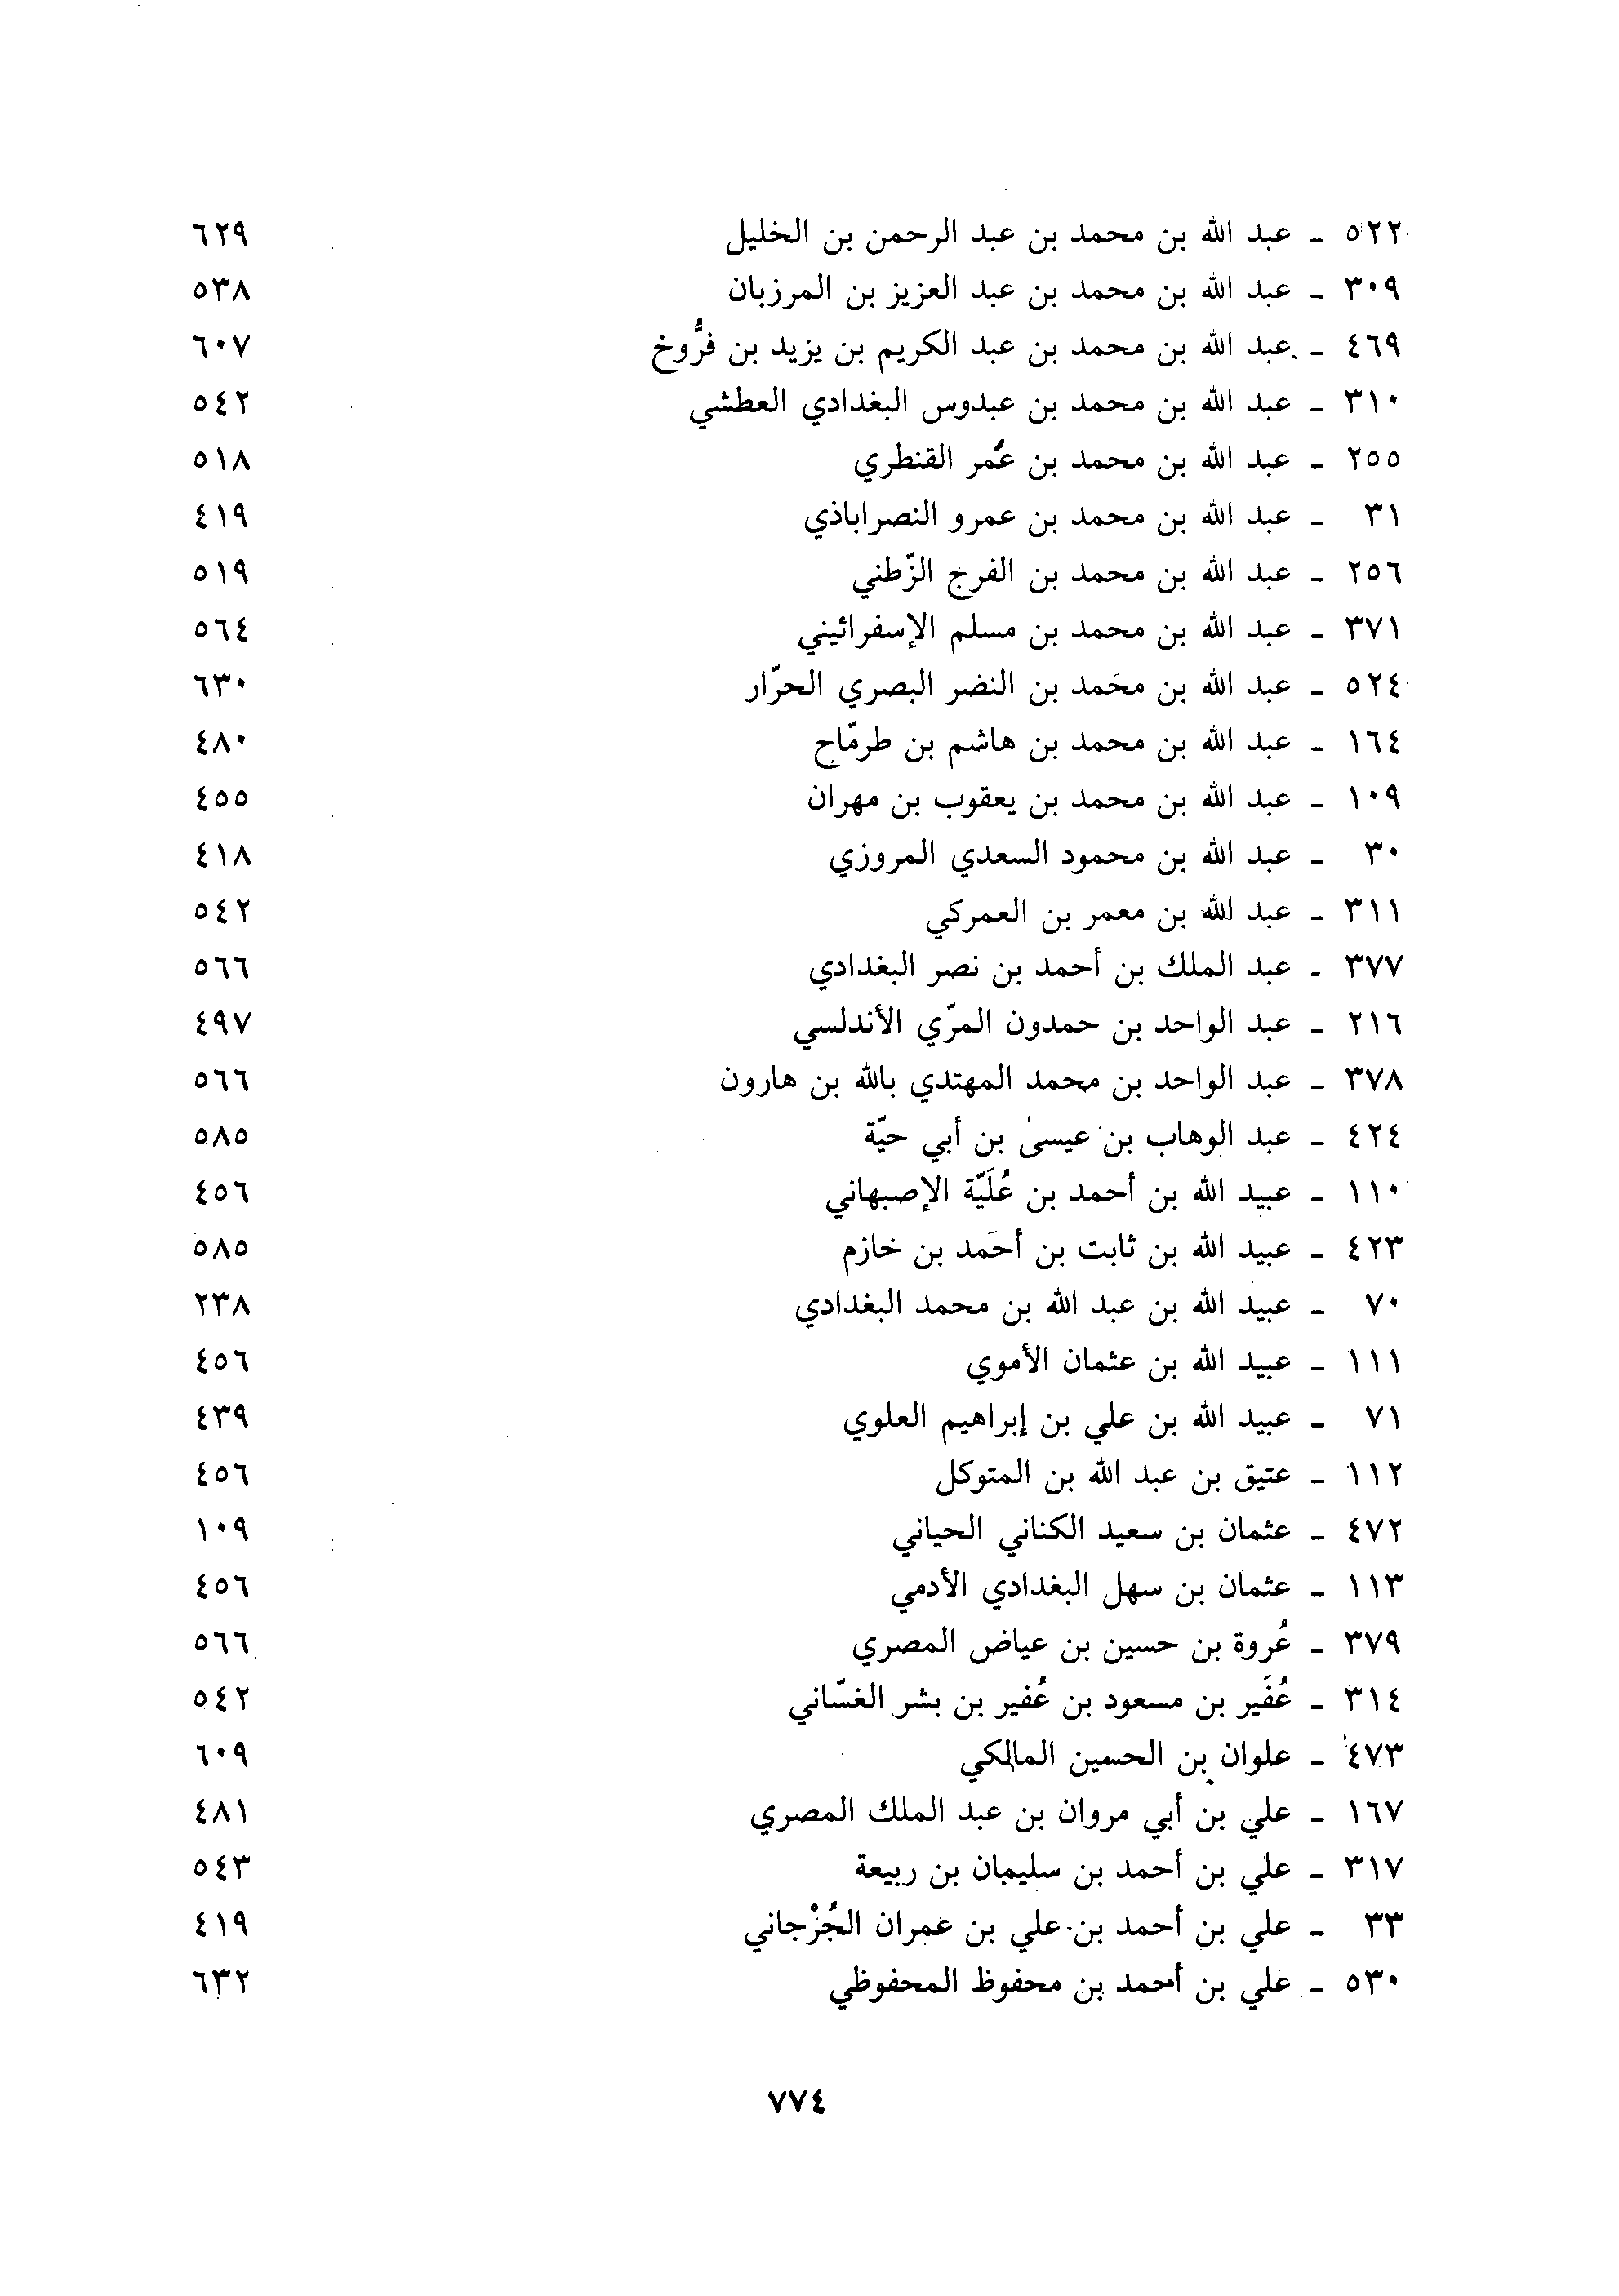 ٥٢٢ - عبد الله بن محمد بن عبد الرحمن بن الخليل ٦٢٩
٣٠٩ - عبد الله بن محمد بن عبد العزيز بن المرزبان ٥٣٨
٤٦٩ - عبد الله بن محمد بن عبد الكريم بن يزيد بن فرُّوخ ٦٠٧
٣١٠ - عبد الله بن محمد بن عبدوس البغدادي العطشي ٥٤٢
٢٥٥ - عبد الله بن محمد بن عُمر القنطري ٥١٨
٣١ - عبد الله بن محمد بن عمرو النصراباذي ٤١٩
٢٥٦ - عبد الله بن محمد بن الفرج الزّطني ٥١٩
٣٧١ - عبد الله بن محمد بن مسلم الإسفرائيني ٥٦٤
٥٢٤ - عبد الله بن محمد بن النضر البصري الحرّار ٦٣٠
١٦٤ - عبد الله بن محمد بن هاشم بن طرمّاح ٤٨٠
١٠٩ - عبد الله بن محمد بن يعقوب بن مهران ٤٥٥
٣٠ - عبد الله بن محمود السعدي المروزي ٤١٨
٣١١ - عبد الله بن معمر بن العمركي ٥٤٢
٣٧٧ - عبد الملك بن أحمد بن نصر البغدادي ٥٦٦
٢١٦ - عبد الواحد بن حمدون المرّي الأندلسي ٤٩٧
٣٧٨ - عبد الواحد بن محمد المهتدي بالله بن هارون ٥٦٦
٤٢٤ - عبد الوهاب بن عيسىٰ بن أبي حيّة ٥٨٥
١١٠ - عبيد الله بن أحمد بن عُلَيّة الإصبهاني ٤٥٦
٤٢٣ - عبيد الله بن ثابت بن أحمد بن خازم ٥٨٥
٧٠ - عبيد الله بن عبد الله بن محمد البغدادي ٢٣٨
١١١ - عبيد الله بن عثمان الأموي ٤٥٦
٧١ - عبيد الله بن علي بن إبراهيم العلوي ٤٣٩
١١٢ - عتيق بن عبد الله بن المتوكل ٤٥٦
٤٧٢ - عثمان بن سعيد الكناني الحياني ١٠٩
١١٣ - عثمان بن سهل البغدادي الأدمي ٤٥٦
٣٧٩ - عُروة بن حسين بن عياض المصري ٥٦٦
٣١٤ - عُفَير بن مسعود بن عُفير بن بشر الغسّاني ٥٤٢
٤٧٣ - علوان بن الحسين المالكي ٦٠٩
١٦٧ - علي بن أبي مروان بن عبد الملك المصري ٤٨١
٣١٧ - علي بن أحمد بن سليمان بن ربيعة ٥٤٣
٣٣ - علي بن أحمد بن علي بن عمران الجُرْجاني ٤١٩
٥٣٠ - علي بن أحمد بن محفوظ المحفوظي ٦٣٢
٧٧٤